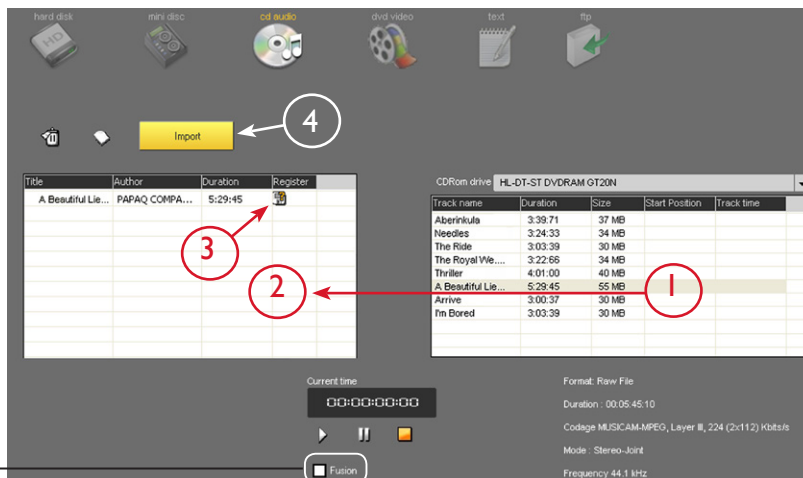 hard disk
mini disc
cd audio
dvd video
text
ftp
4
Import
Title Author Duration Register
A Beautiful Lie... PAPAQ COMPA... 5:29:45
3
2
CDRom drive HL-DT-ST DVDRAM GT20N
Track name Duration Size Start Position Track time
Aberinkula 3:39:71 37 MB
Needles 3:24:33 34 MB
The Ride 3:03:39 30 MB
The Royal We.... 3:22:66 34 MB
Thriller 4:01:00 40 MB
A Beautiful Lie... 5:29:45 55 MB
Arrive 3:00:37 30 MB
I'm Bored 3:03:39 30 MB
1
Current time
00:00:00:00
Fusion
Format: Raw File
Duration : 00:05:45:10
Codage MUSICAM-MPEG, Layer III, 224 (2x112) Kbits/s
Mode : Stereo-Joint
Frequency 44.1 kHz